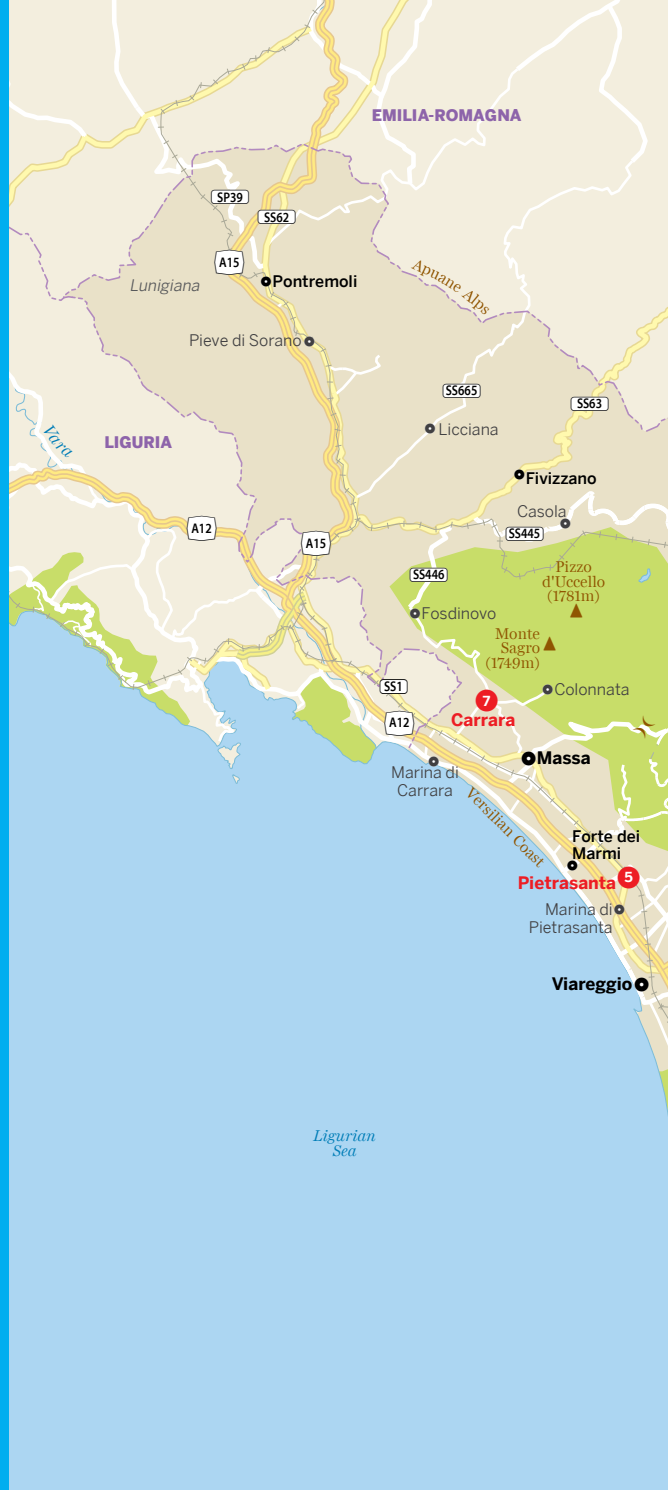 EMILIA-ROMAGNA
SP39
SS62
A15
Apuane Alps
Lunigiana
Pontremoli
Pieve di Sorano
SS665
SS63
Vara
LIGURIA
Licciana
Fivizzano
Casola
A12
SS445
A15
SS446
Pizzo
d'Uccello
(1781m)
Fosdinovo
Monte
Sagro
(1749m)
SS1
Colonnata
7
Carrara
A12
Massa
Marina di
Carrara
Versilian Coast
Forte dei
Marmi
Pietrasanta
5
Marina di
Pietrasanta
Viareggio
Ligurian
Sea